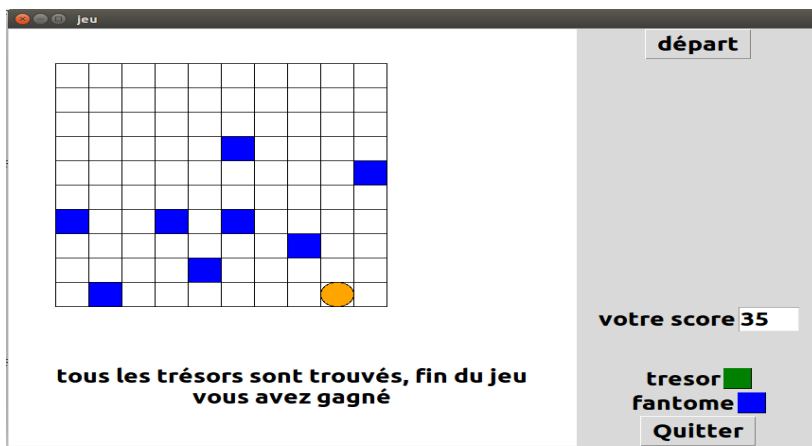 jeu
départ
votre score 35
tous les trésors sont trouvés, fin du jeu
vous avez gagné
tresor
fantome
Quitter